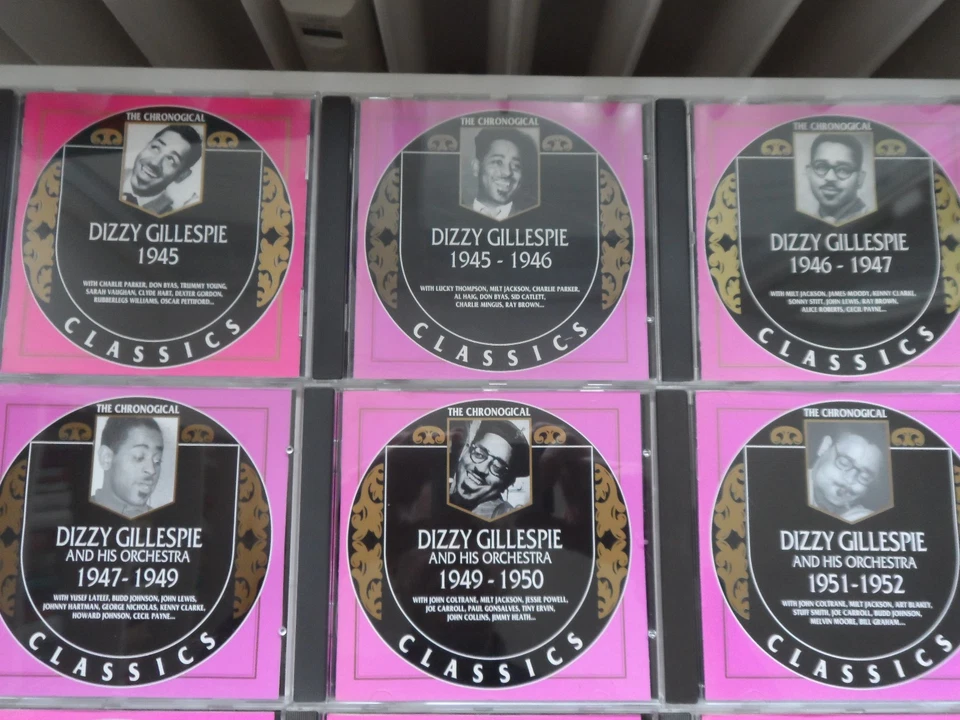 THE CHRONOGICAL
DIZZY GILLESPIE
1945
WITH CHARLIE PARKER, DON BYAS, TRUMMY YOUNG,
SARAH VAUGHAN, CLYDE HART, DEXTER GORDON,
RUBBERLEGS WILLIAMS, OSCAR PETTIFORD...
CLASSICS
THE CHRONOGICAL
DIZZY GILLESPIE
1945 - 1946
WITH LUCKY THOMPSON, MILT JACKSON, CHARLIE PARKER,
AL HAIG, DON BYAS, SID CATLETT,
CHARLIE MINGUS, RAY BROWN...
CLASSICS
THE CHRONOGICAL
DIZZY GILLESPIE
1946 - 1947
WITH MILT JACKSON, JAMES MOODY, KENNY CLARKE,
SONNY STITT, JOHN LEWIS, RAY BROWN,
ALICE ROBERTS, CECIL PAYNE...
CLASSICS
THE CHRONOGICAL
DIZZY GILLESPIE
AND HIS ORCHESTRA
1947-1949
WITH YUSEF LATEEF, BUDD JOHNSON, JOHN LEWIS,
JOHNNY HARTMAN, GEORGE NICHOLAS, KENNY CLARKE,
HOWARD JOHNSON, CECIL PAYNE...
CLASSICS
THE CHRONOGICAL
DIZZY GILLESPIE
AND HIS ORCHESTRA
1949 - 1950
WITH JOHN COLTRANE, MILT JACKSON, JESSIE POWELL,
JOE CARROLL, PAUL GONSALVES, TINY ERVIN,
JOHN COLLINS, JIMMY HEATH...
CLASSICS
THE CHRONOGICAL
DIZZY GILLESPIE
AND HIS ORCHESTRA
1951-1952
WITH JOHN COLTRANE, MILT JACKSON, ART BLAKEY,
STUFF SMITH, JOE CARROLL, BUDD JOHNSON,
MELVIN MOORE, BILL GRAHAM...
CLASSICS